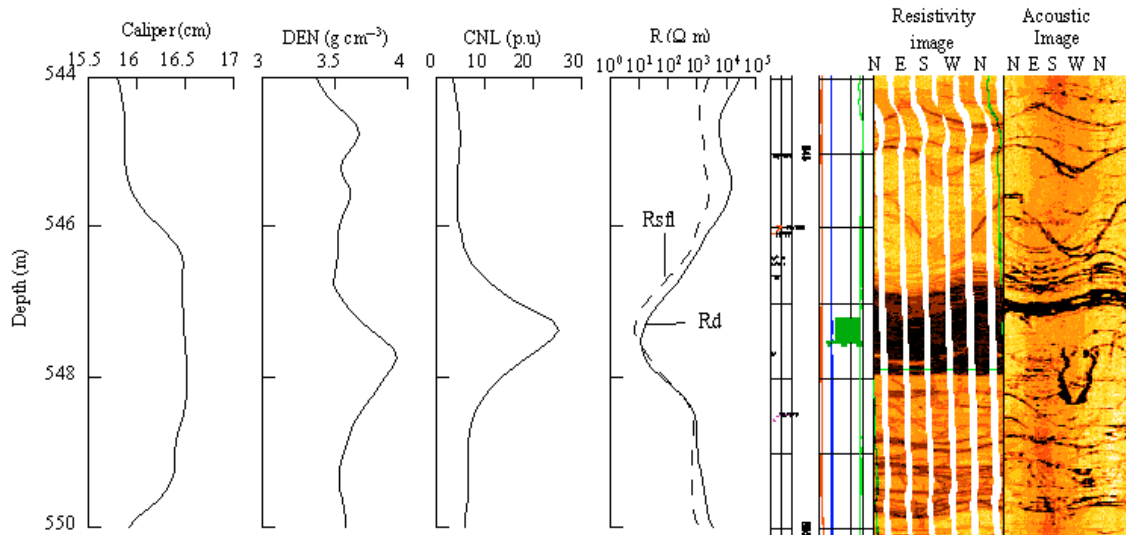 Caliper (cm)
15.5 16 16.5 17
DEN (g cm⁻³)
3 3.5 4
CNL (p.u)
0 10 20 30
R (Ω m)
10⁰ 10¹ 10² 10³ 10⁴ 10⁵
Resistivity
image
N E S W N
Acoustic
Image
N E S W N
Depth (m)
544
546
548
550
Rsfl
Rd